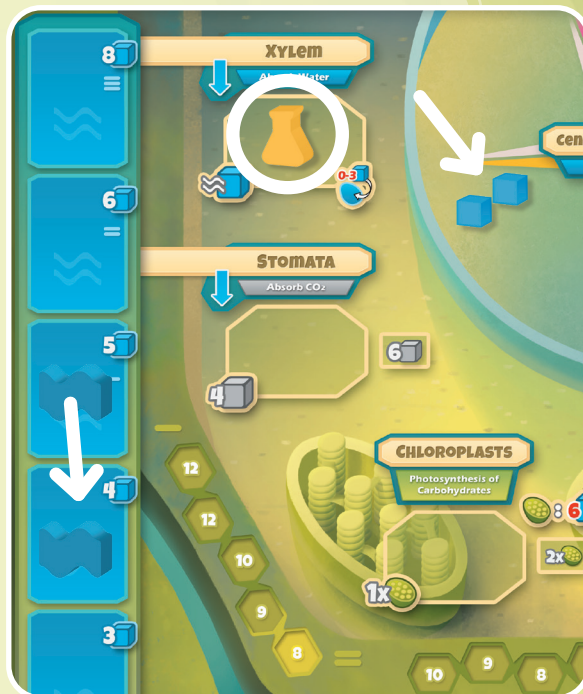 8
XYLEM
Absorb Water
0-3
6
STOMATA
Absorb CO₂
5
6
4
CHLOROPLASTS
Photosynthesis of
Carbohydrates
12
4
: 6
12
2x
10
1x
3
9
8
10
9
8